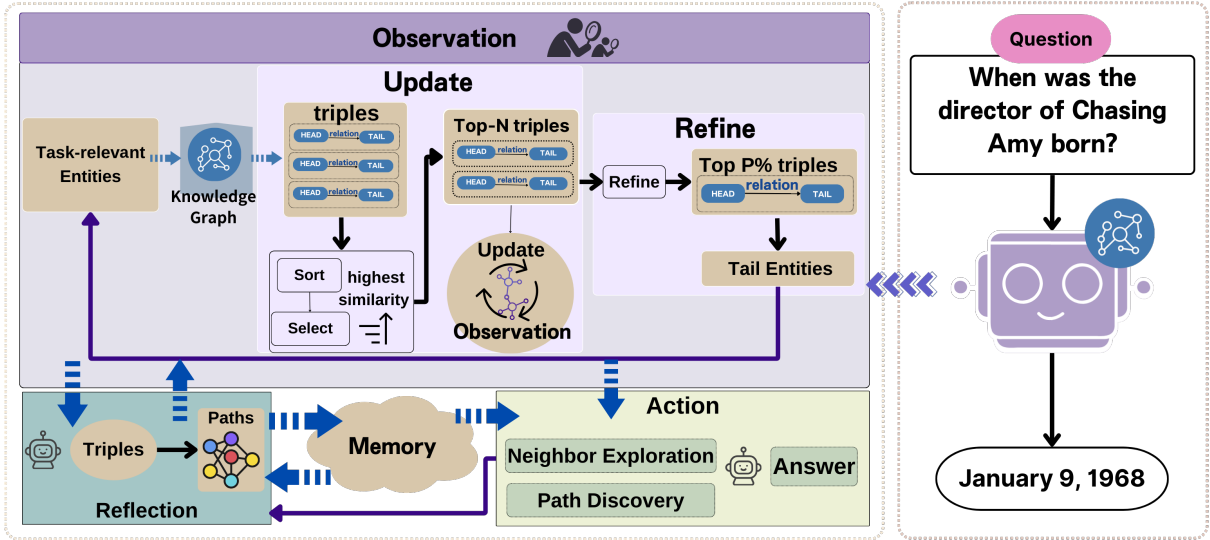 Observation
Update
Task-relevant
Entities
Knowledge
Graph
triples
HEAD relation TAIL
HEAD relation TAIL
HEAD relation TAIL
Sort
Select
highest
similarity
Top-N triples
HEAD relation TAIL
HEAD relation TAIL
Update
Observation
Refine
Refine
Top P% triples
HEAD relation TAIL
Tail Entities
Triples
Paths
Reflection
Memory
Action
Neighbor Exploration
Path Discovery
Answer
Question
When was the
director of Chasing
Amy born?
January 9, 1968